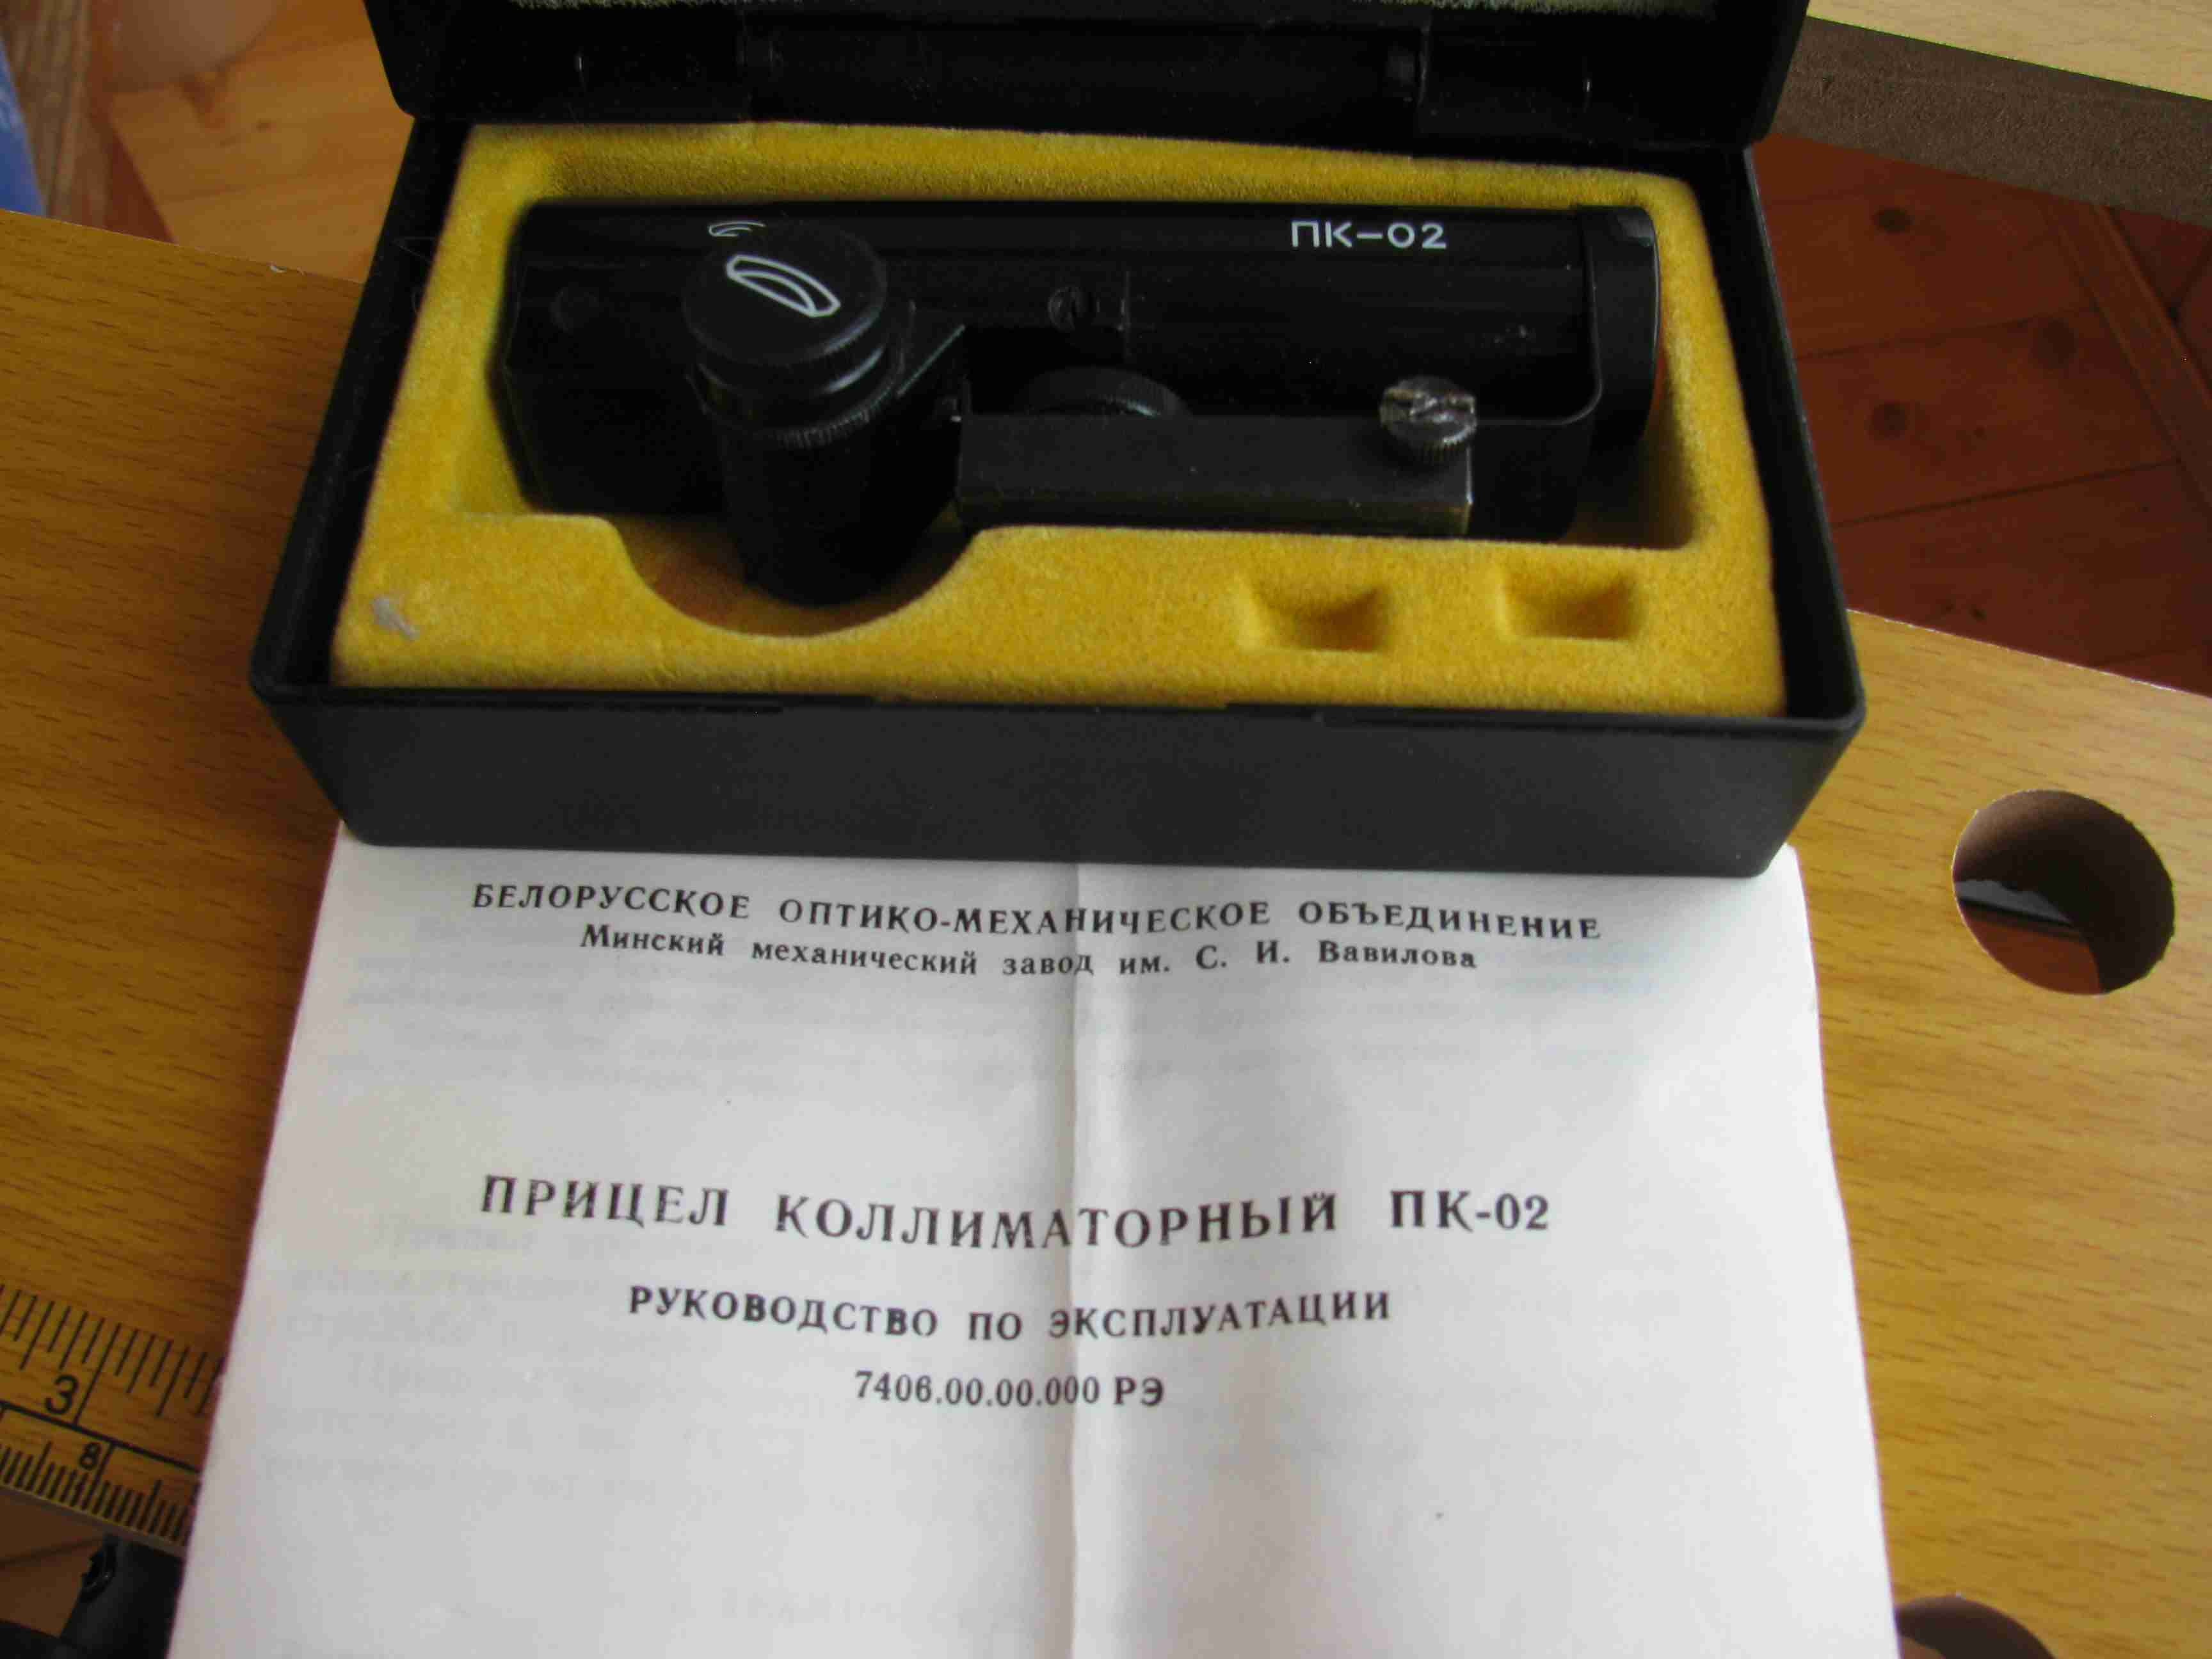 ПК-02
БЕЛОРУССКОЕ ОПТИКО-МЕХАНИЧЕСКОЕ ОБЪЕДИНЕНИЕ
Минский механический завод им. С. И. Вавилова
ПРИЦЕЛ КОЛЛИМАТОРНЫЙ ПК-02
РУКОВОДСТВО ПО ЭКСПЛУАТАЦИИ
7406.00.00.000 РЭ
3
8